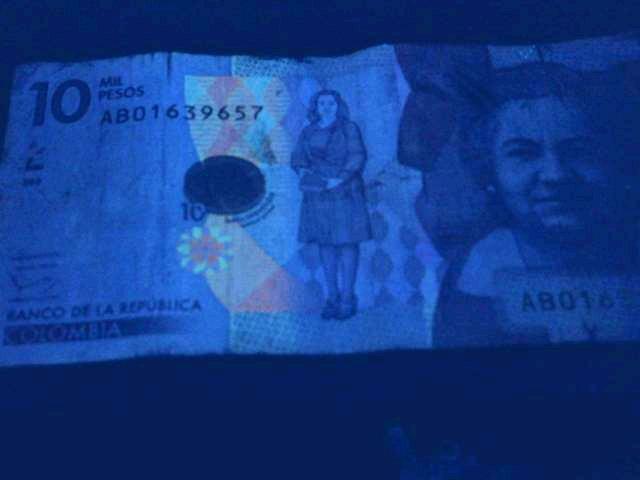 10 MIL
PESOS
AB01639657
10
BANCO DE LA REPÚBLICA
COLOMBIA
AB016